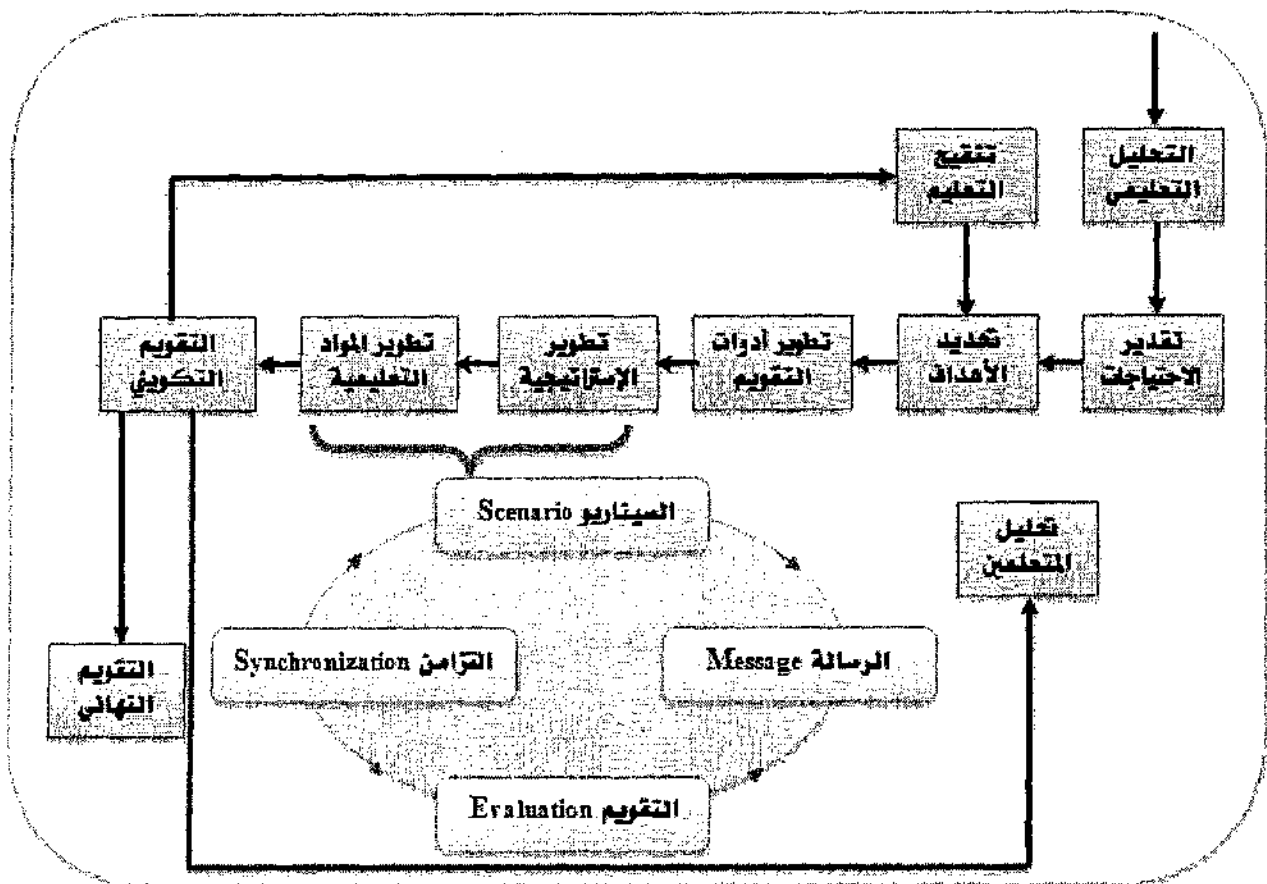 التحليل
التعليمي
تنقيح
التعليم
تقدير
الاحتياجات
تحديد
الأهداف
تطوير أدوات
التقويم
تطوير
الإستراتيجية
تطوير المواد
التعليمية
التقويم
التكويني
السيناريو Scenario
تحليل
المتعلمين
الرسالة Message
التزامن Synchronization
التقويم
النهائي
التقويم Evaluation